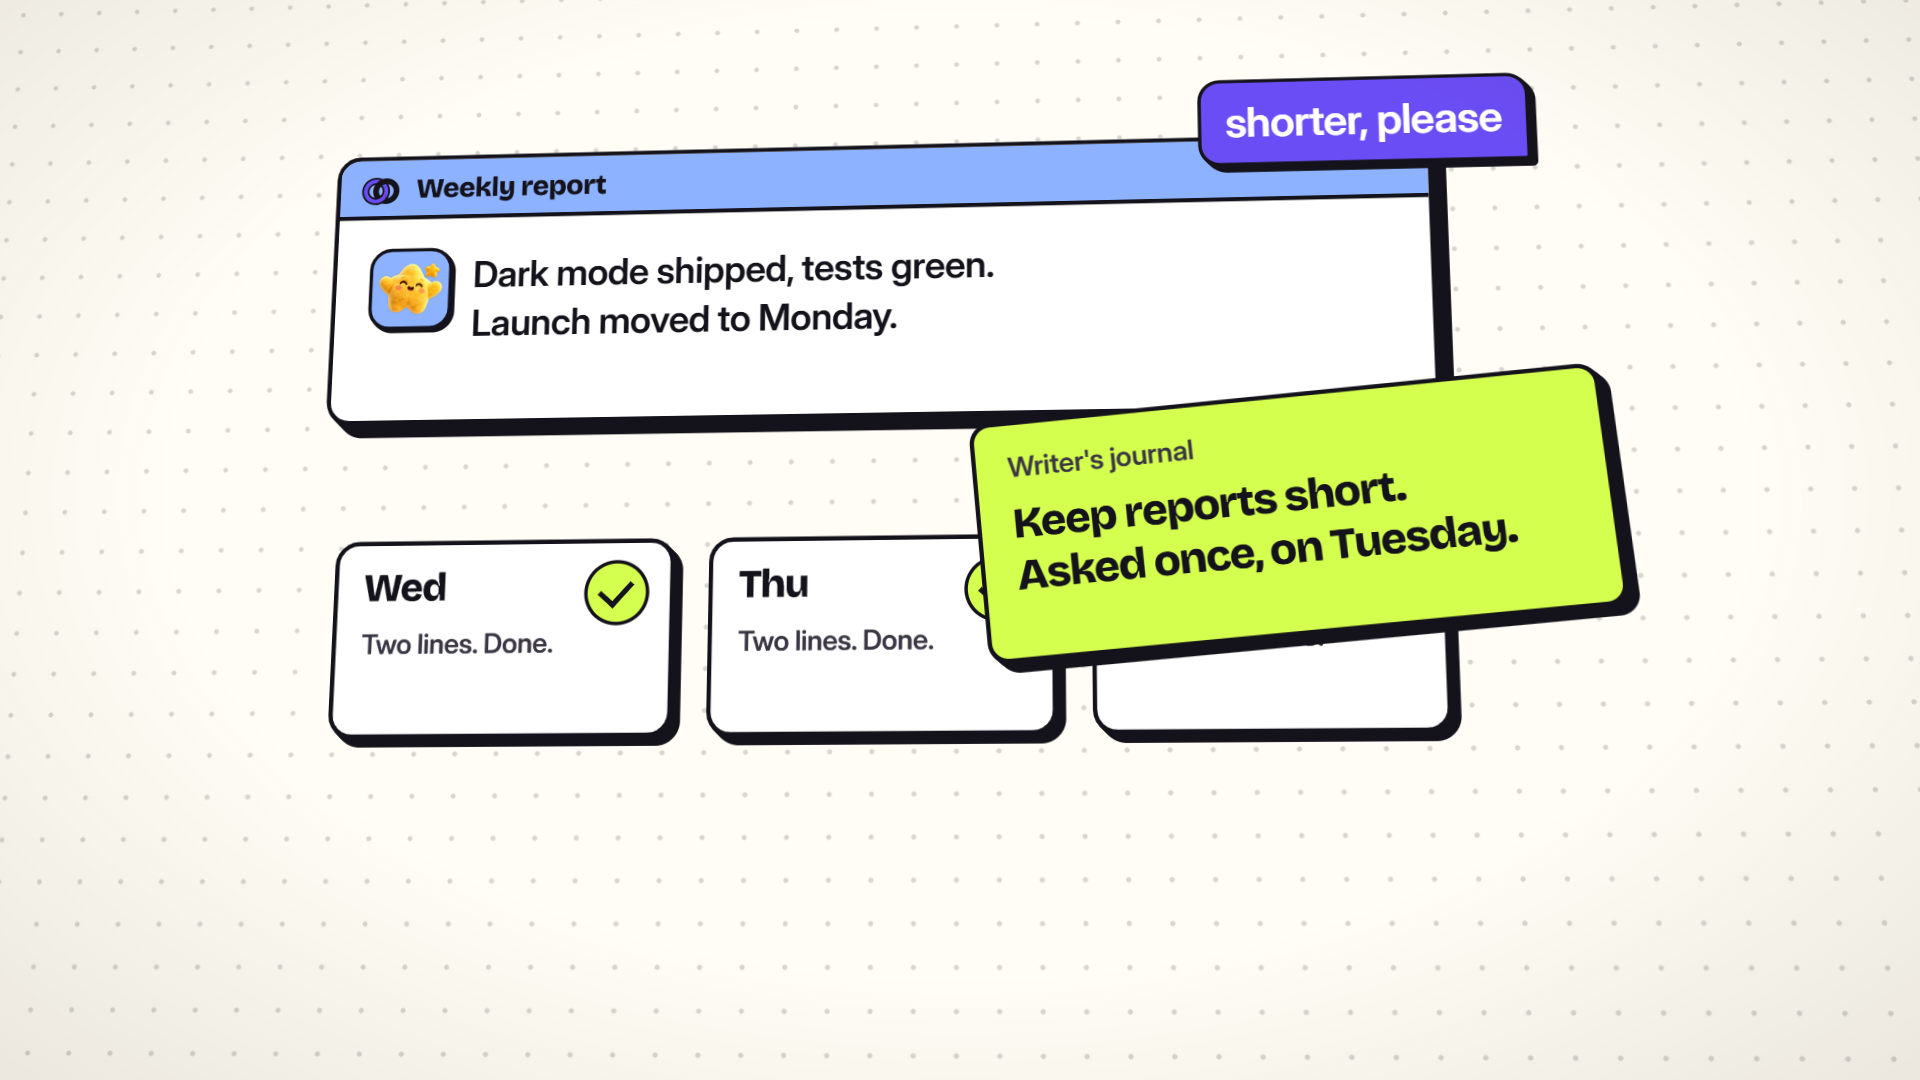 shorter, please
Weekly report
Dark mode shipped, tests green.
Launch moved to Monday.
Writer's journal
Keep reports short.
Asked once, on Tuesday.
Wed
Two lines. Done.
Thu
Two lines. Done.